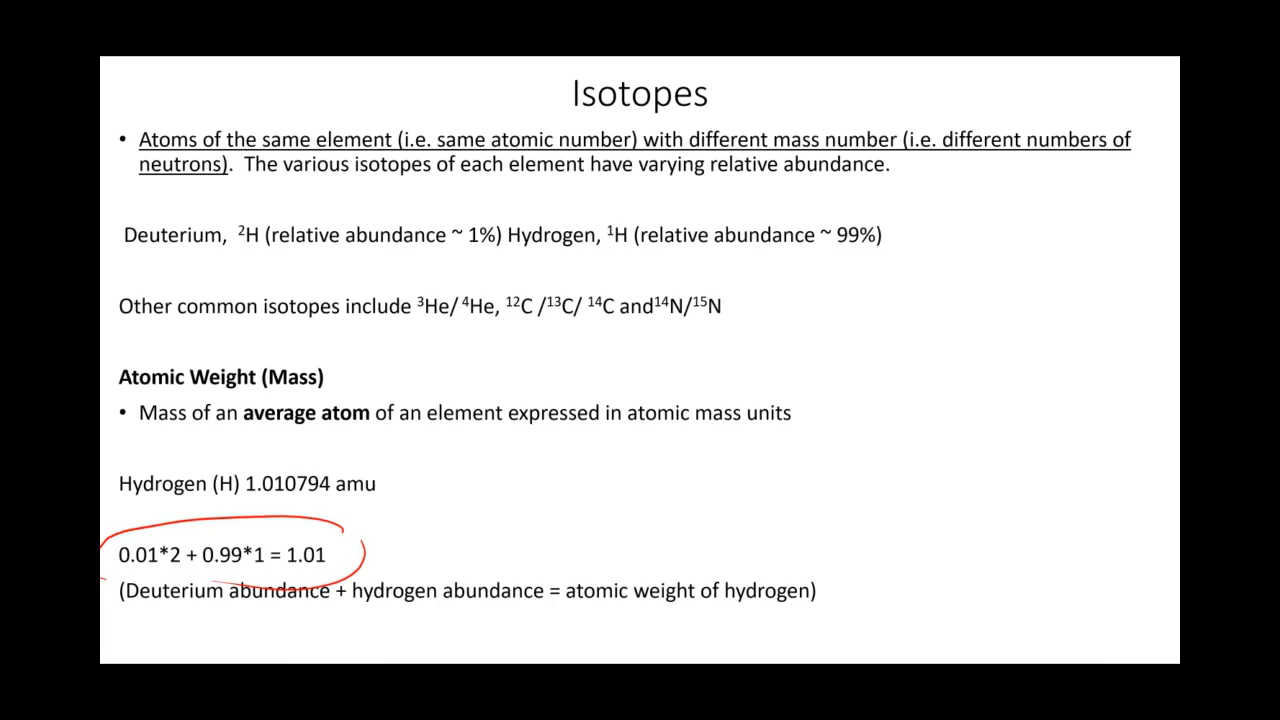 Isotopes
• Atoms of the same element (i.e. same atomic number) with different mass number (i.e. different numbers of
neutrons). The various isotopes of each element have varying relative abundance.
Deuterium, ²H (relative abundance ~ 1%) Hydrogen, ¹H (relative abundance ~ 99%)
Other common isotopes include ³He/ ⁴He, ¹²C /¹³C/ ¹⁴C and¹⁴N/¹⁵N
Atomic Weight (Mass)
• Mass of an average atom of an element expressed in atomic mass units
Hydrogen (H) 1.010794 amu
0.01*2 + 0.99*1 = 1.01
(Deuterium abundance + hydrogen abundance = atomic weight of hydrogen)